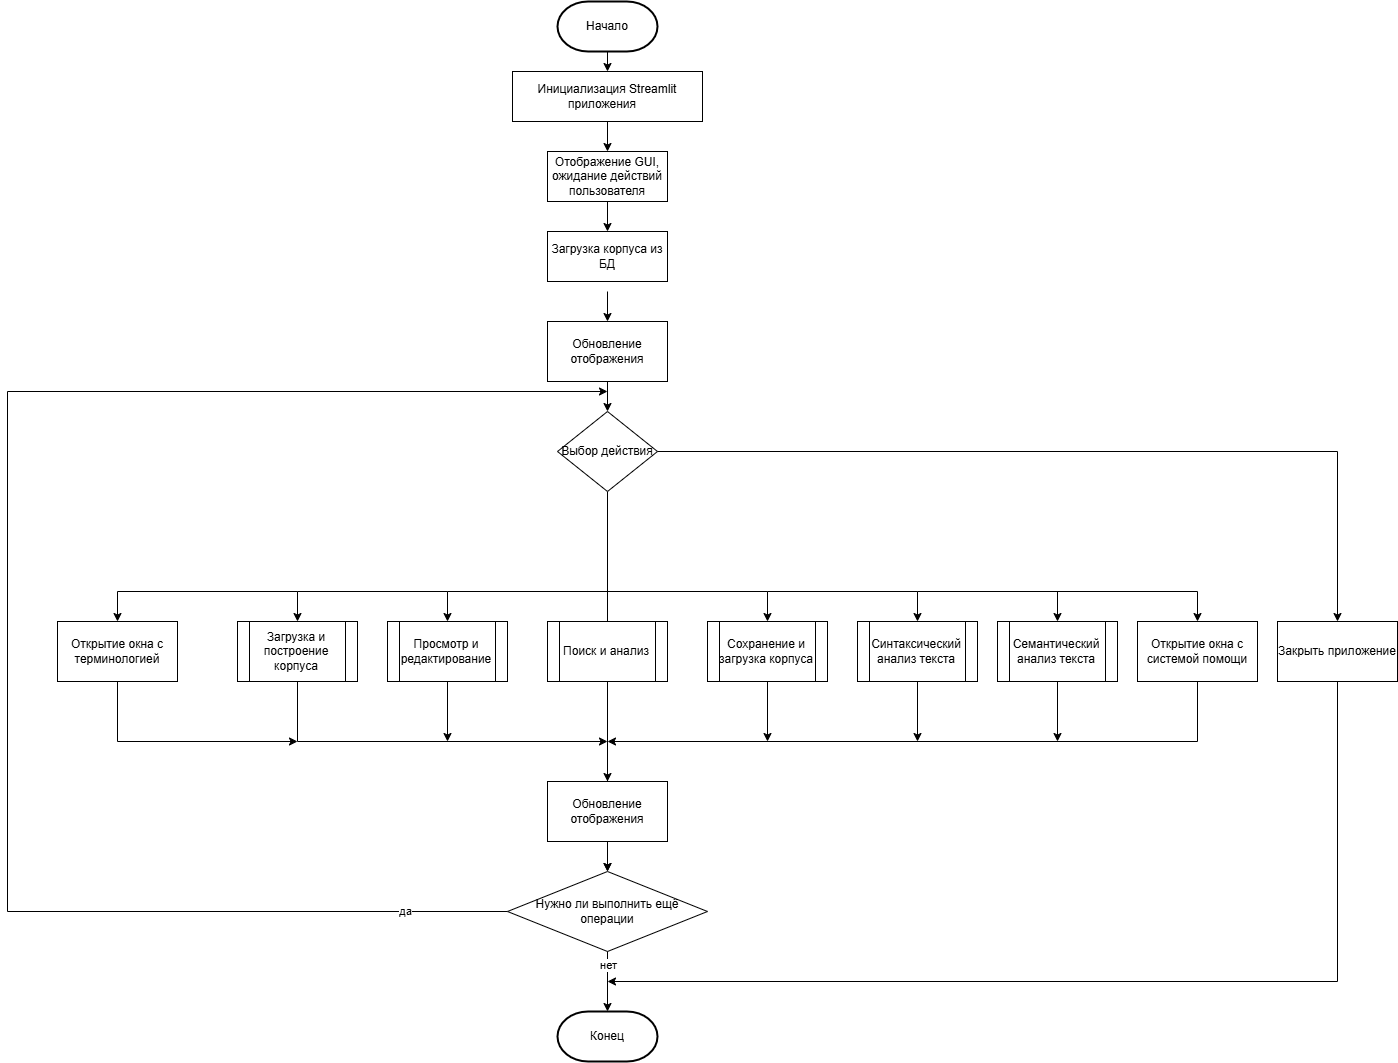 Начало
Инициализация Streamlit
приложения
Отображение GUI,
ожидание действий
пользователя
Загрузка корпуса из
БД
Обновление
отображения
Выбор действия
Открытие окна с
терминологией
Загрузка и
построение
корпуса
Просмотр и
редактирование
Поиск и анализ
Сохранение и
загрузка корпуса
Синтаксический
анализ текста
Семантический
анализ текста
Открытие окна с
системой помощи
Закрыть приложение
Обновление
отображения
Нужно ли выполнить еще
операции
да
нет
Конец